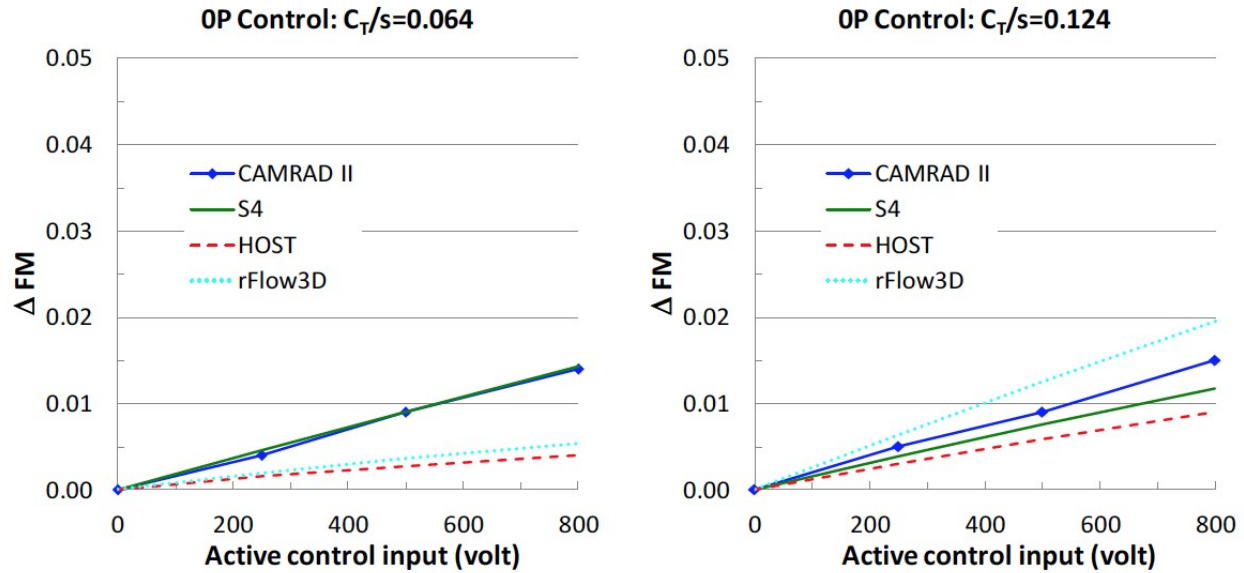 0P Control: C_T/s=0.064
0.05
0.04
0.03
0.02
0.01
0.00
Δ FM
CAMRAD II
S4
HOST
rFlow3D
0 200 400 600 800
Active control input (volt)
0P Control: C_T/s=0.124
0.05
0.04
0.03
0.02
0.01
0.00
Δ FM
CAMRAD II
S4
HOST
rFlow3D
0 200 400 600 800
Active control input (volt)